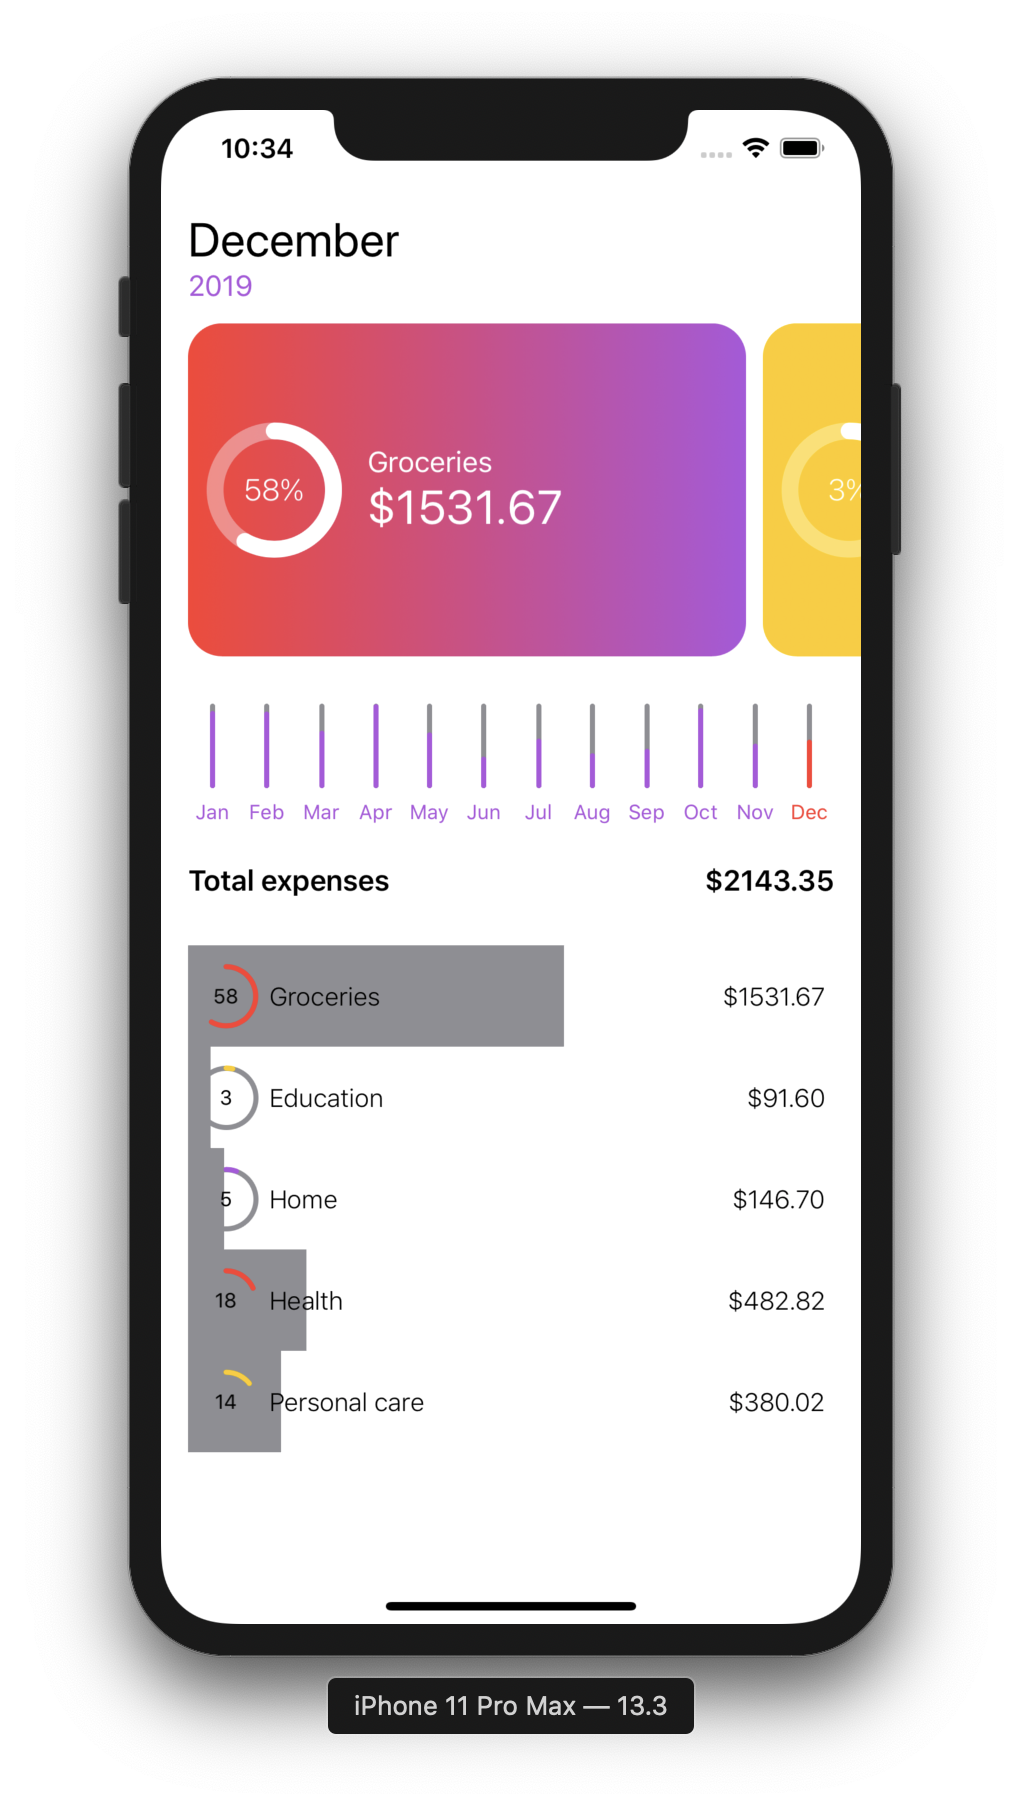 10:34
December
2019
58%
Groceries
$1531.67
3%
Jan Feb Mar Apr May Jun Jul Aug Sep Oct Nov Dec
Total expenses $2143.35
58 Groceries $1531.67
3 Education $91.60
5 Home $146.70
18 Health $482.82
14 Personal care $380.02
iPhone 11 Pro Max — 13.3